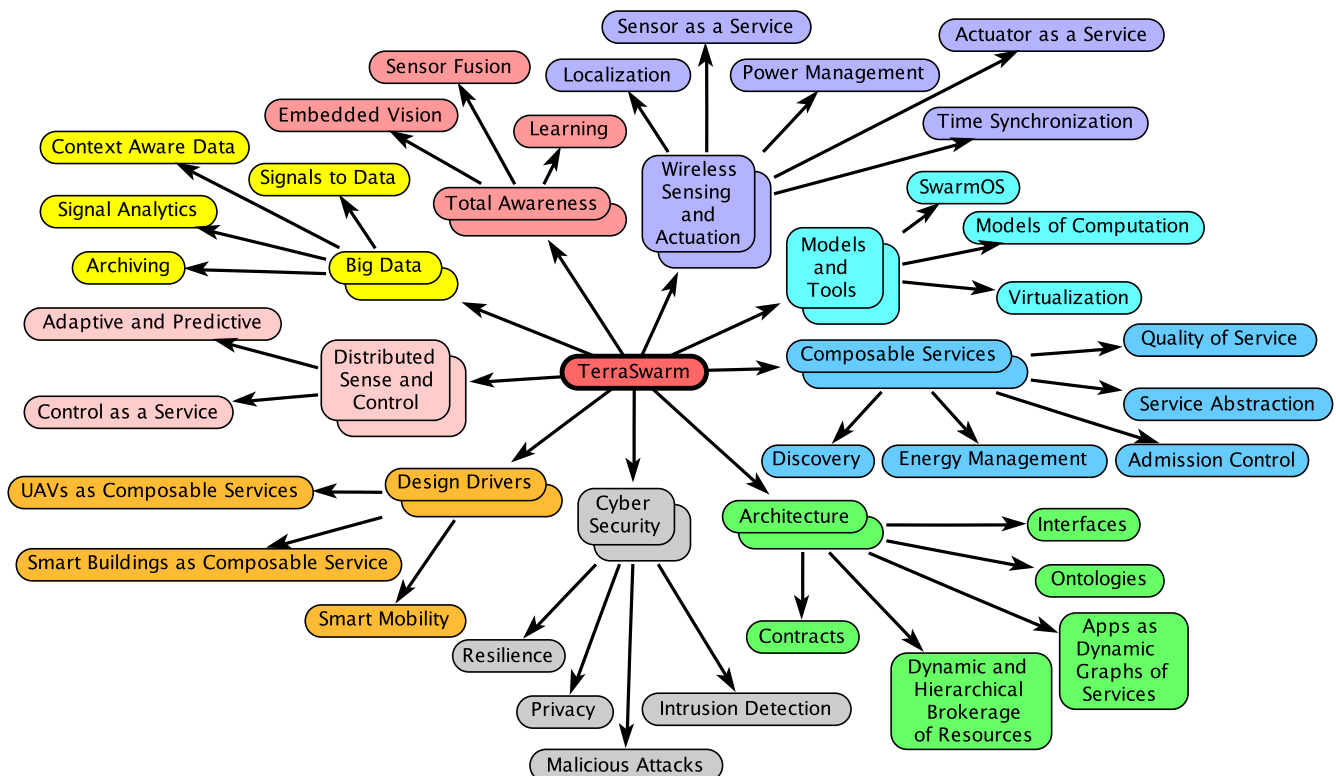 Sensor as a Service
Actuator as a Service
Sensor Fusion
Localization
Power Management
Embedded Vision
Learning
Time Synchronization
Context Aware Data
Signals to Data
Wireless
Sensing
and
Actuation
SwarmOS
Total Awareness
Signal Analytics
Models of Computation
Models
and
Tools
Archiving
Big Data
Virtualization
Adaptive and Predictive
Quality of Service
Distributed
Sense and
Control
TerraSwarm
Composable Services
Control as a Service
Service Abstraction
Discovery
Energy Management
Admission Control
Design Drivers
UAVs as Composable Services
Cyber
Security
Architecture
Interfaces
Smart Buildings as Composable Service
Ontologies
Smart Mobility
Contracts
Apps as
Dynamic
Graphs of
Services
Resilience
Dynamic and
Hierarchical
Brokerage
of Resources
Privacy
Intrusion Detection
Malicious Attacks